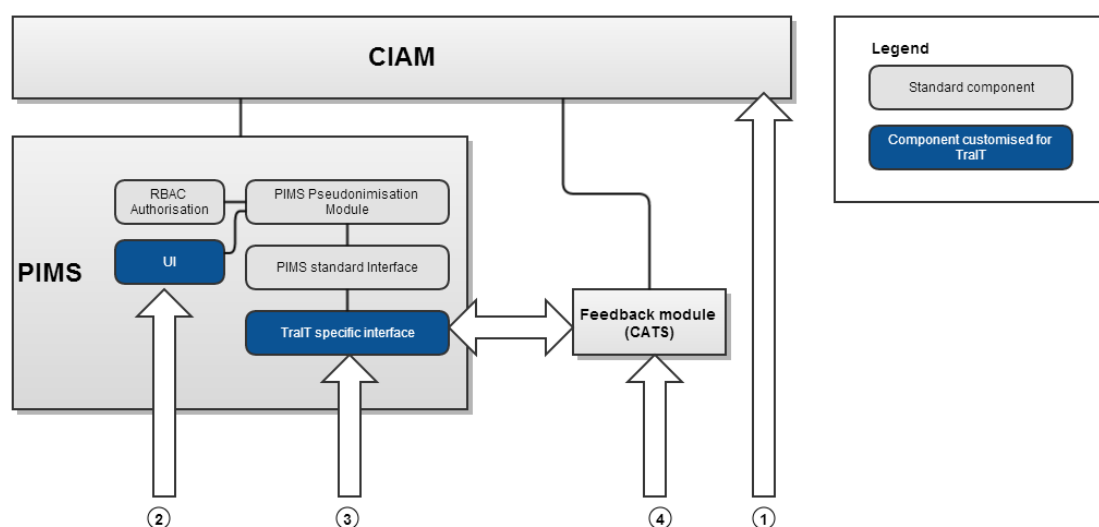 CIAM
Legend
Standard component
Component customised for
TraIT
RBAC
Authorisation
PIMS Pseudonimisation
Module
UI
PIMS
PIMS standard Interface
TraIT specific interface
Feedback module
(CATS)
2
3
4
1